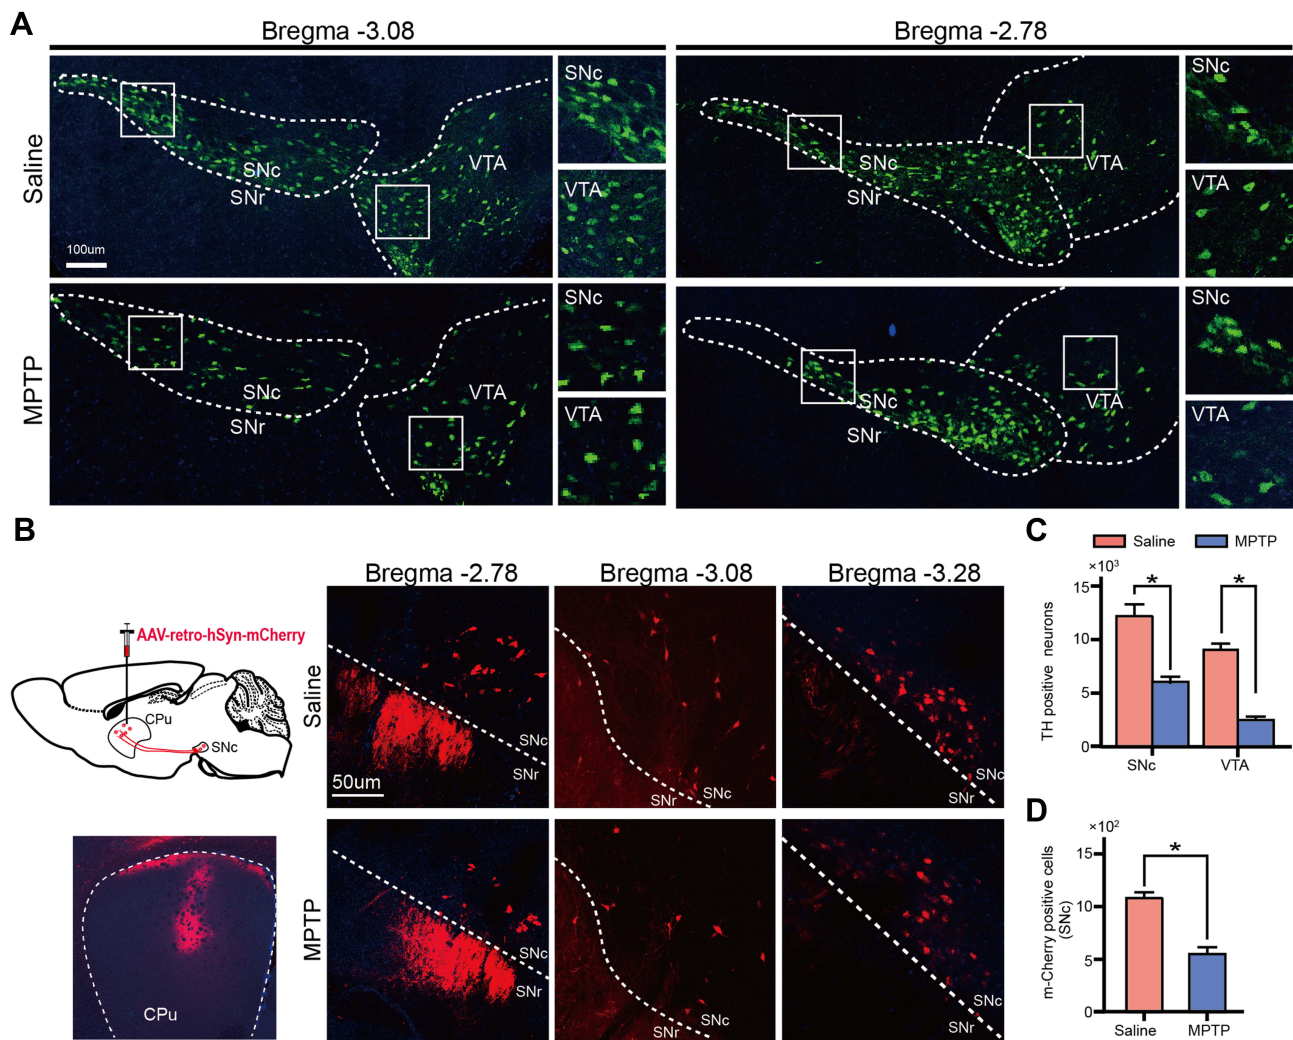 A
Bregma -3.08
Bregma -2.78
Saline
SNc
SNr
VTA
100um
SNc
VTA
SNc
SNr
VTA
SNc
VTA
MPTP
SNc
SNr
VTA
SNc
VTA
SNc
SNr
VTA
SNc
VTA
B
AAV-retro-hSyn-mCherry
CPu
SNc
CPu
Bregma -2.78
Bregma -3.08
Bregma -3.28
Saline
SNc
SNr
50um
SNr
SNc
SNc
SNr
MPTP
SNc
SNr
SNc
SNr
SNc
SNr
C
Saline
MPTP
×10³
TH positive neurons
15
10
5
0
*
*
SNc
VTA
D
×10²
m-Cherry positive cells
(SNc)
15
10
5
0
*
Saline
MPTP